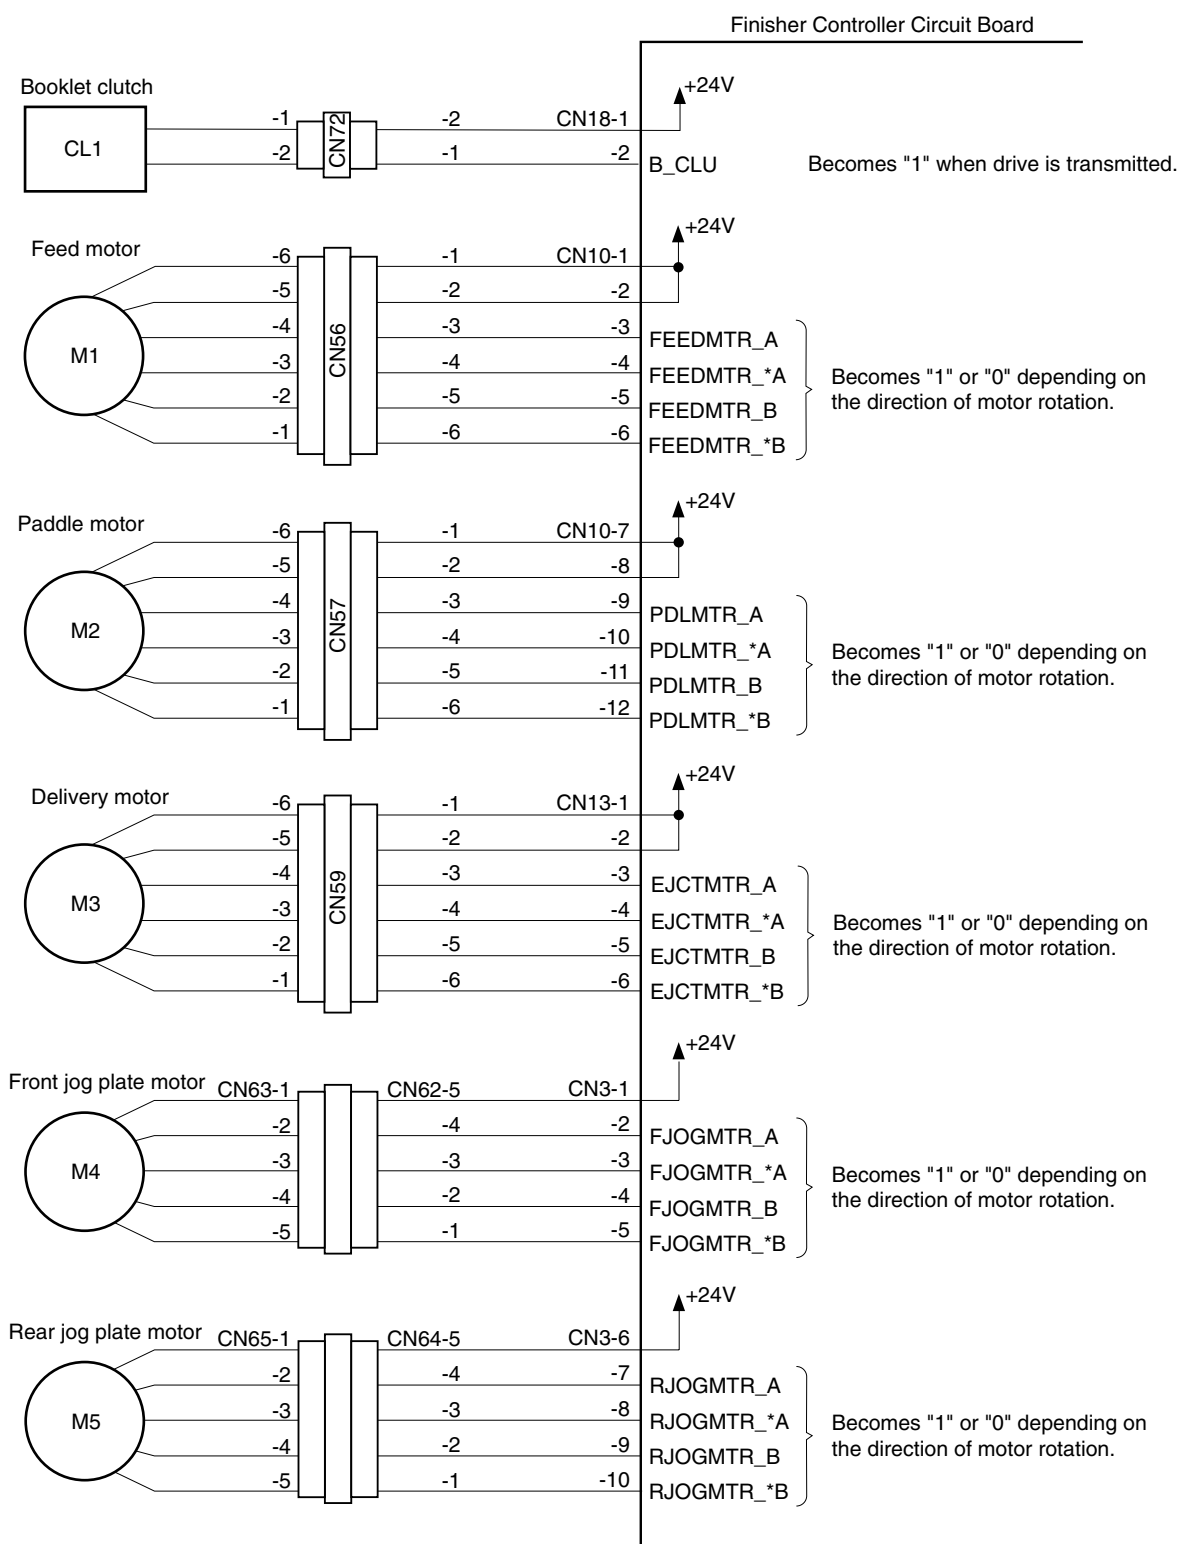 Finisher Controller Circuit Board
Booklet clutch
+24V
CL1
-1 CN72 -2 CN18-1
-2 -1 -2 B_CLU Becomes "1" when drive is transmitted.
Feed motor
+24V
-6 -1 CN10-1
-5 -2 -2
-4 -3 -3 FEEDMTR_A
M1 CN56
-3 -4 -4 FEEDMTR_*A
Becomes "1" or "0" depending on
the direction of motor rotation.
-2 -5 -5 FEEDMTR_B
-1 -6 -6 FEEDMTR_*B
Paddle motor
+24V
-6 -1 CN10-7
-5 -2 -8
-4 -3 -9 PDLMTR_A
M2 CN57
-3 -4 -10 PDLMTR_*A
Becomes "1" or "0" depending on
the direction of motor rotation.
-2 -5 -11 PDLMTR_B
-1 -6 -12 PDLMTR_*B
Delivery motor
+24V
-6 -1 CN13-1
-5 -2 -2
-4 -3 -3 EJCTMTR_A
M3 CN59
-3 -4 -4 EJCTMTR_*A
Becomes "1" or "0" depending on
the direction of motor rotation.
-2 -5 -5 EJCTMTR_B
-1 -6 -6 EJCTMTR_*B
+24V
Front jog plate motor
CN63-1 CN62-5 CN3-1
-2 -4 -2 FJOGMTR_A
M4
-3 -3 -3 FJOGMTR_*A
Becomes "1" or "0" depending on
the direction of motor rotation.
-4 -2 -4 FJOGMTR_B
-5 -1 -5 FJOGMTR_*B
+24V
Rear jog plate motor
CN65-1 CN64-5 CN3-6
-2 -4 -7 RJOGMTR_A
M5
-3 -3 -8 RJOGMTR_*A
Becomes "1" or "0" depending on
the direction of motor rotation.
-4 -2 -9 RJOGMTR_B
-5 -1 -10 RJOGMTR_*B